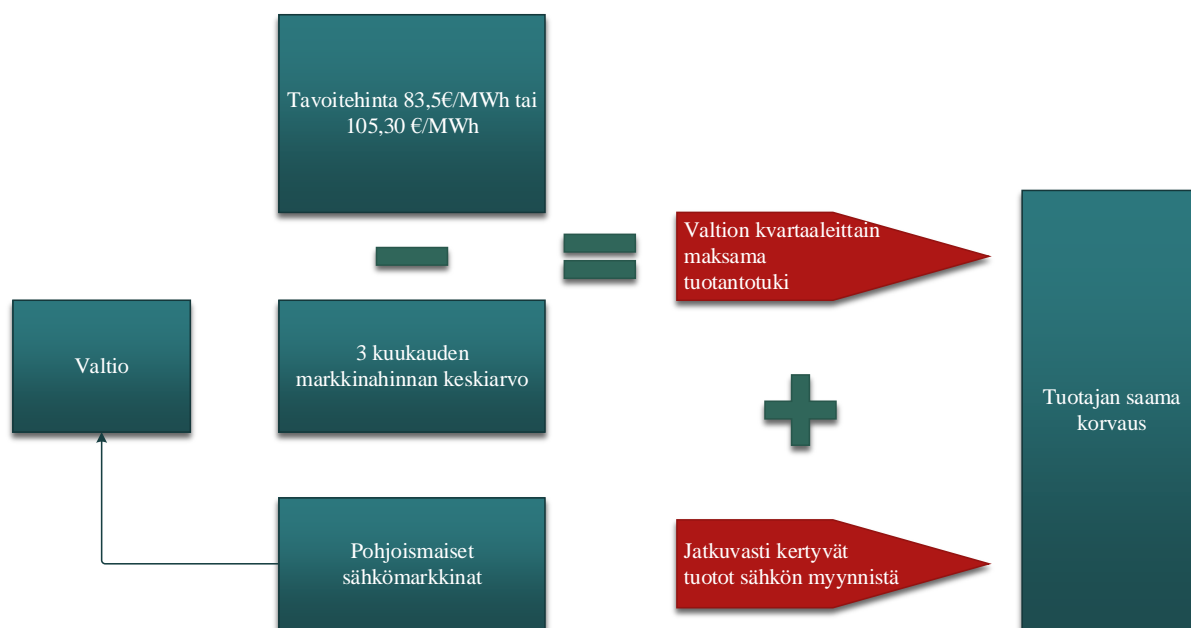 Tavoitehinta 83,5€/MWh tai
105,30 €/MWh
Valtion kvartaaleittain
maksama
tuotantotuki
Valtio
3 kuukauden
markkinahinnan keskiarvo
Tuotajan saama
korvaus
Pohjoismaiset
sähkömarkkinat
Jatkuvasti kertyvät
tuotot sähkön myynnistä